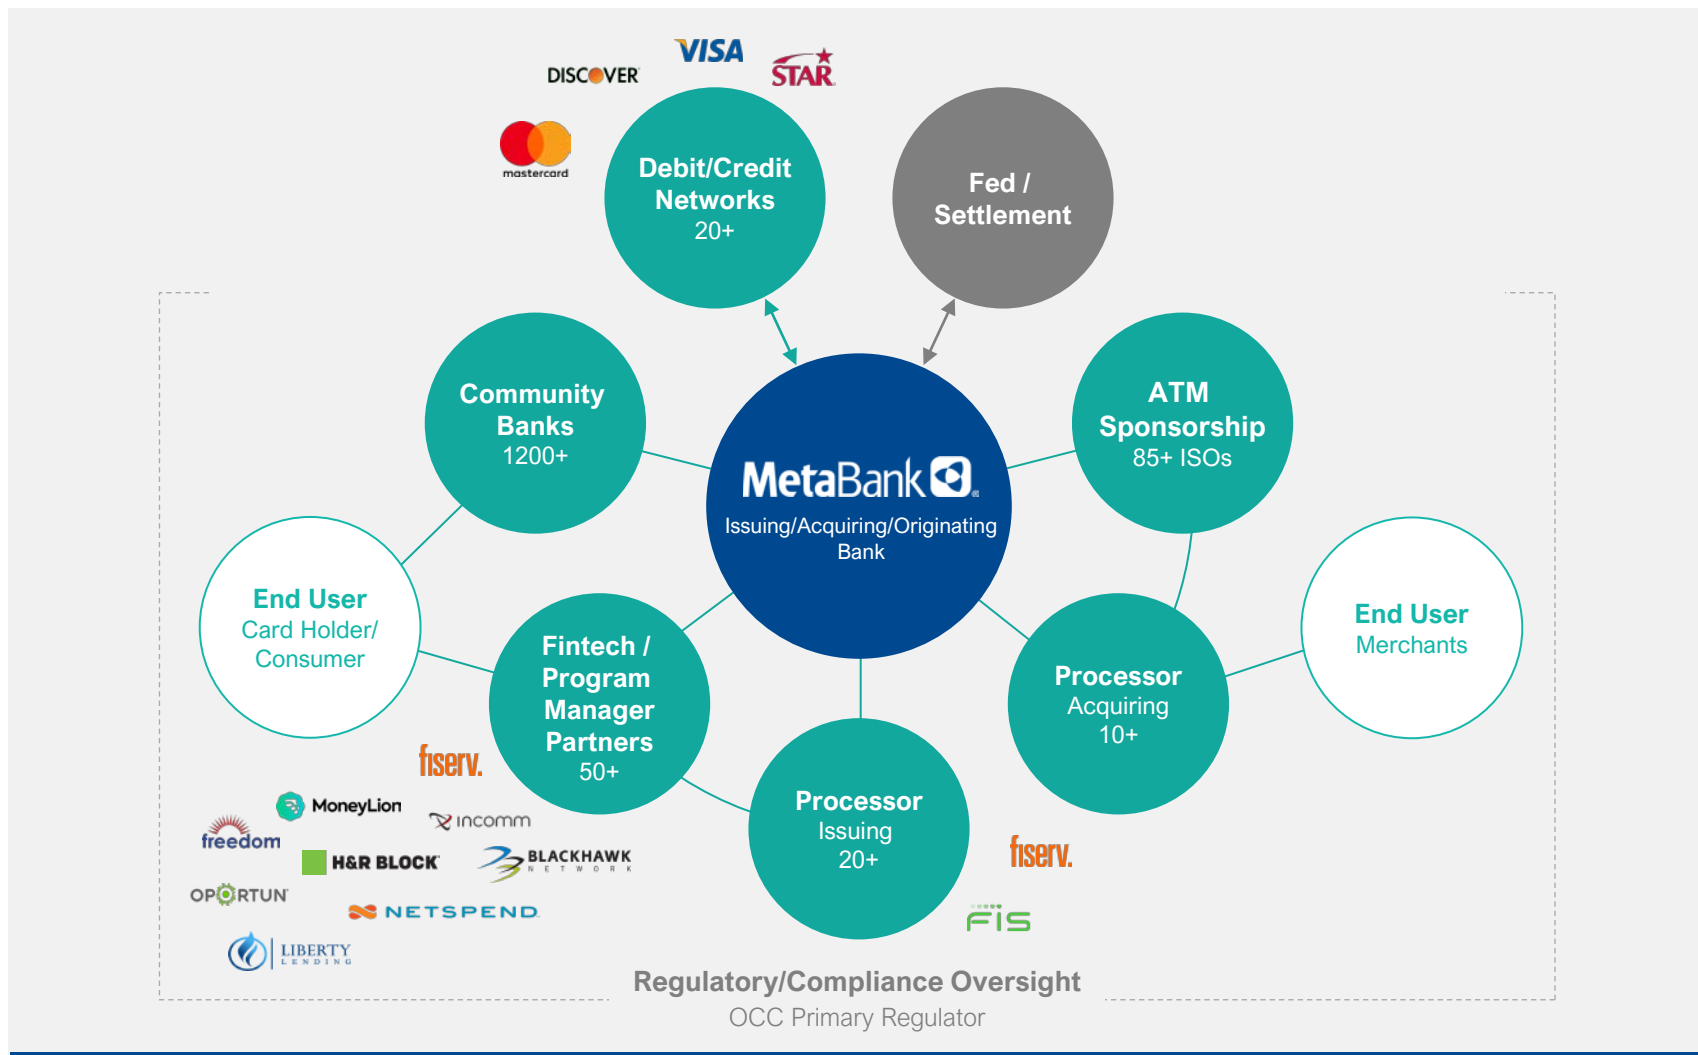 VISA
DISCOVER
STAR
mastercard
Debit/Credit
Networks
20+
Fed /
Settlement
Community
Banks
1200+
ATM
Sponsorship
85+ ISOs
MetaBank®
Issuing/Acquiring/Originating
Bank
End User
Card Holder/
Consumer
Fintech /
Program
Manager
Partners
50+
End User
Merchants
Processor
Acquiring
10+
Processor
Issuing
20+
fiserv.
MoneyLion
incomm
freedom
H&R BLOCK
BLACKHAWK
NETWORK
OPORTUN
NETSPEND
LIBERTY
LENDING
fiserv.
FIS
Regulatory/Compliance Oversight
OCC Primary Regulator